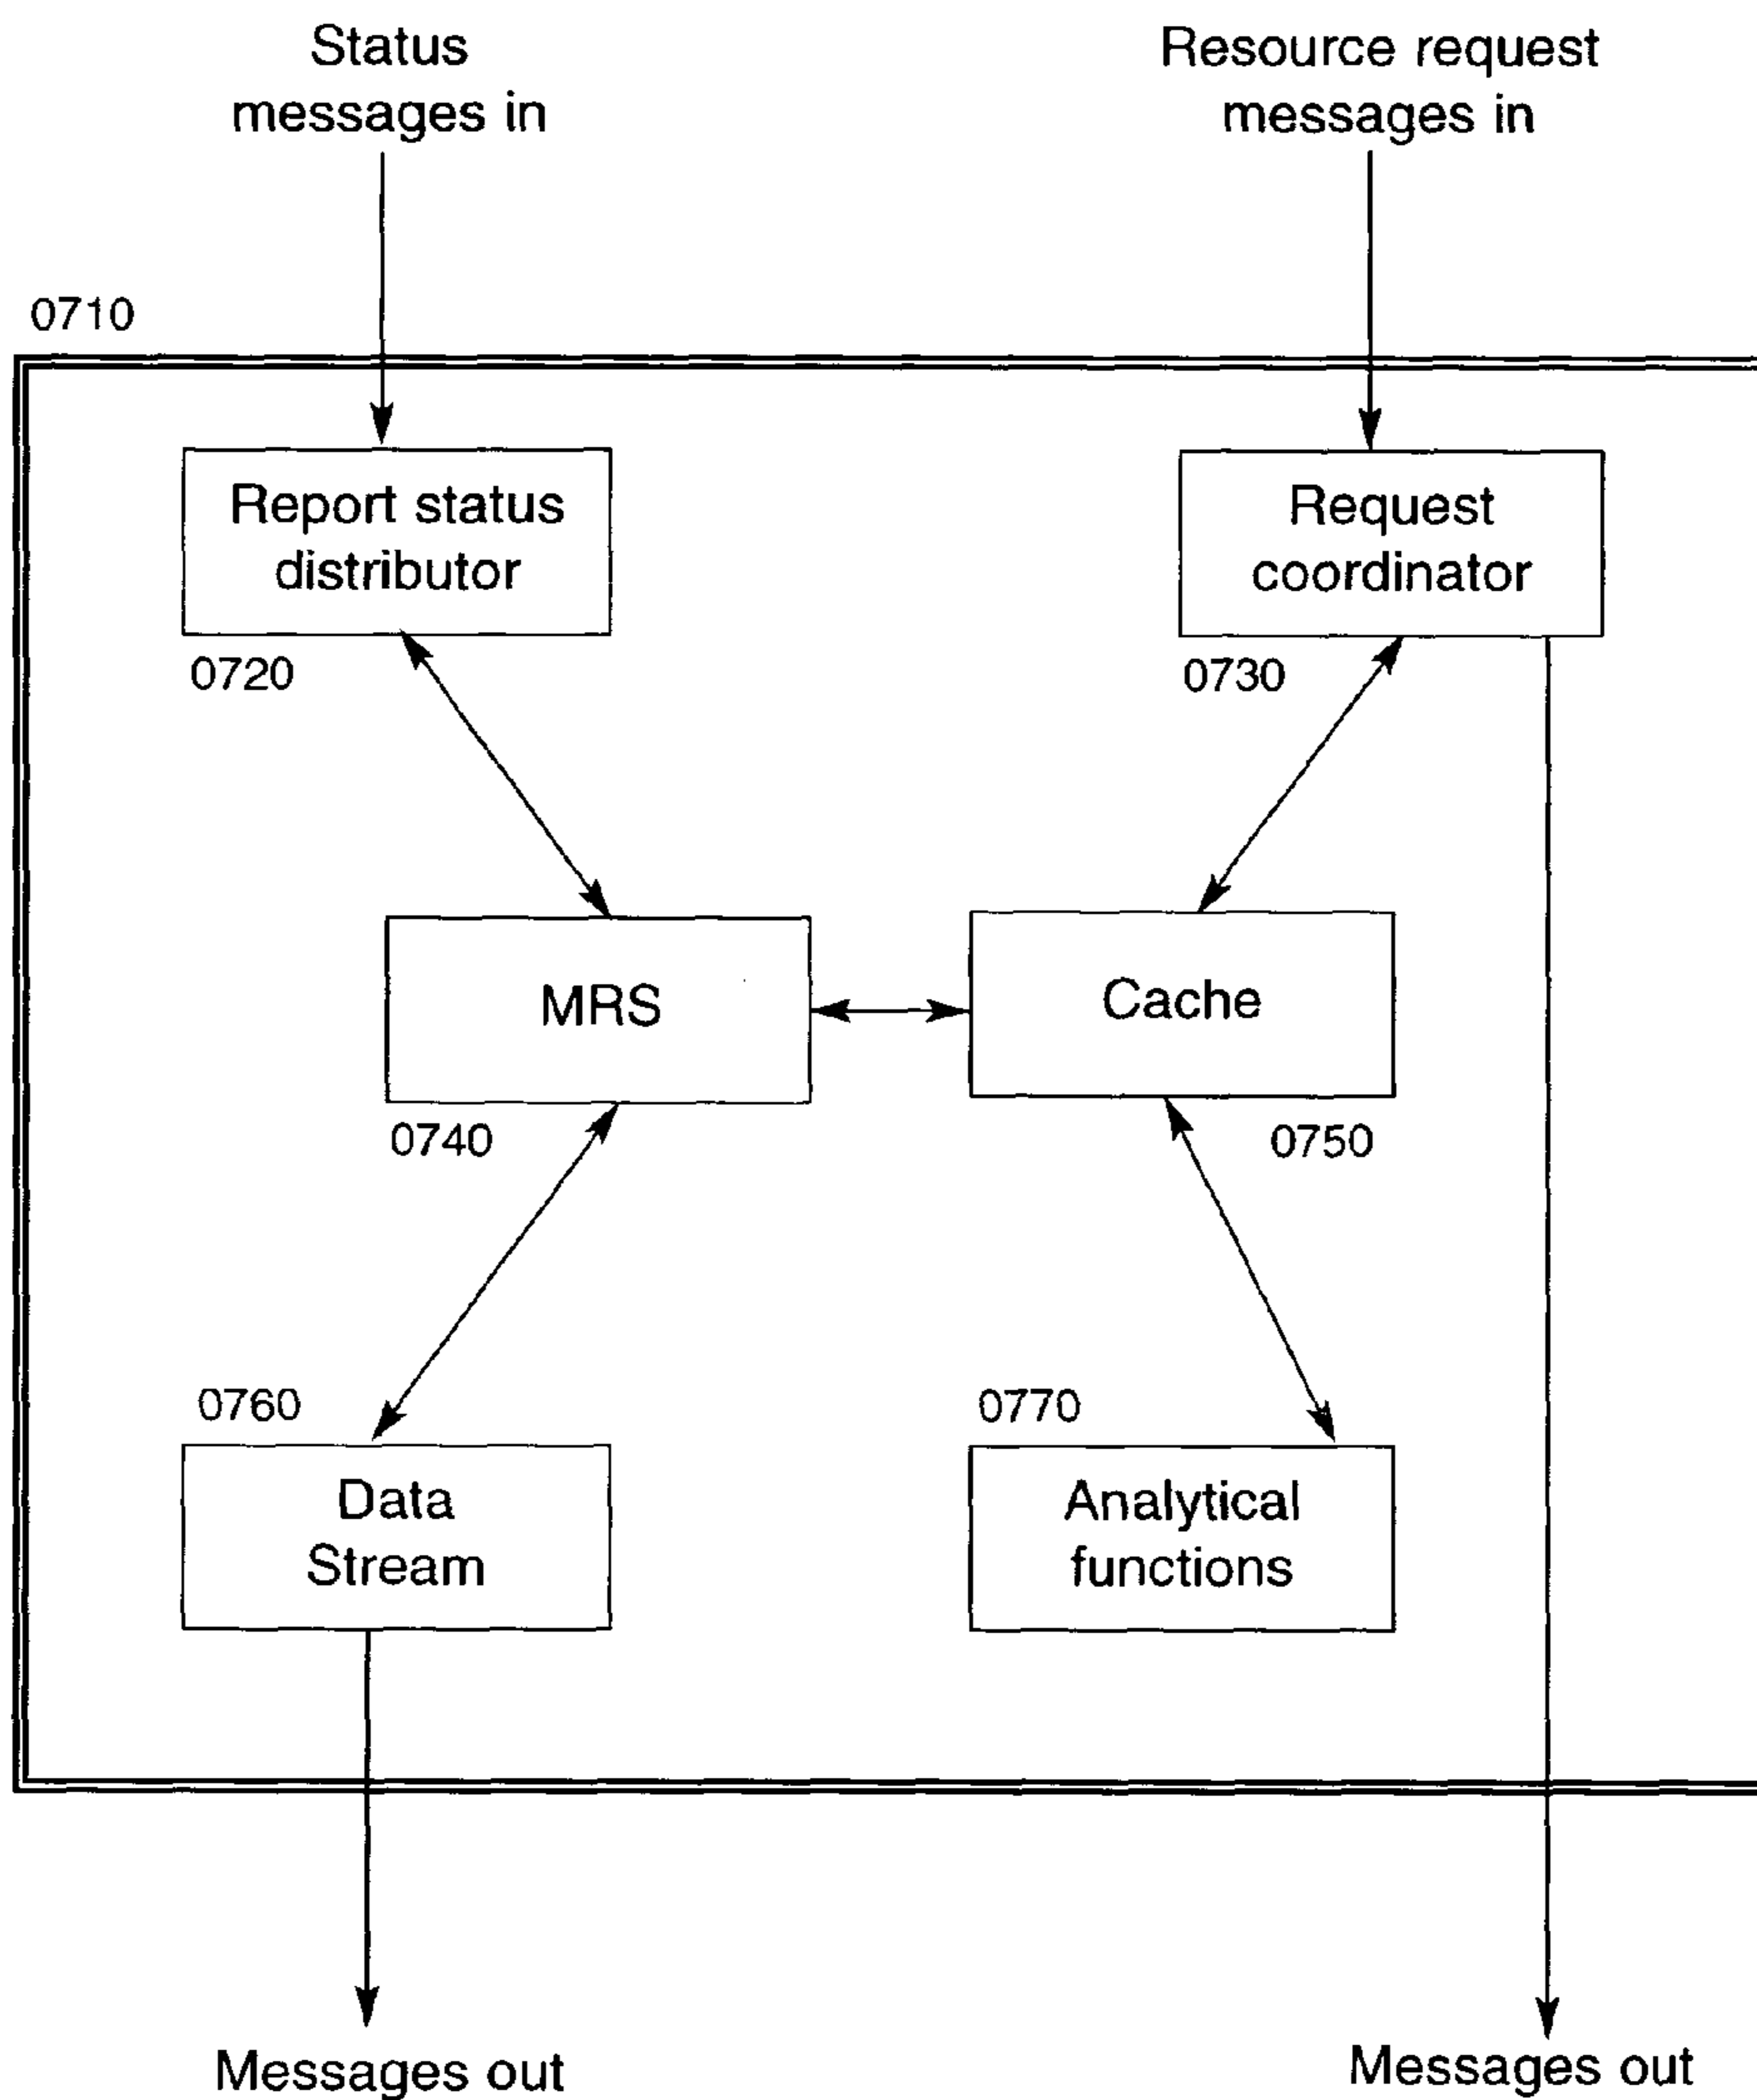 Status
messages in
Resource request
messages in
0710
Report status
distributor
0720
Request
coordinator
0730
MRS
0740
Cache
0750
0760
Data
Stream
0770
Analytical
functions
Messages out
Messages out